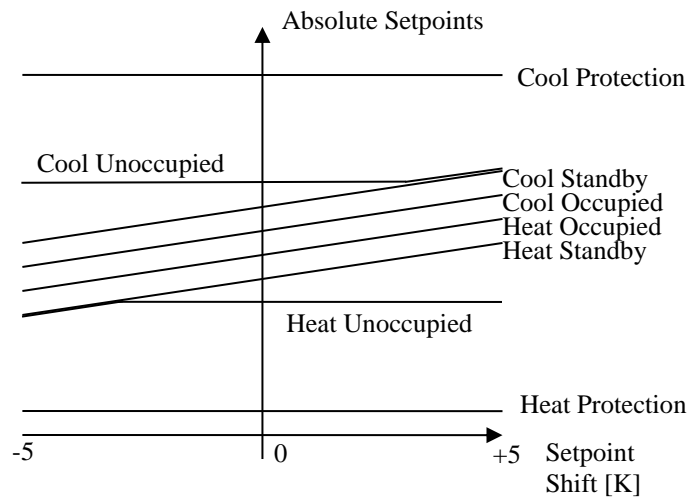 Absolute Setpoints
Cool Protection
Cool Unoccupied
Cool Standby
Cool Occupied
Heat Occupied
Heat Standby
Heat Unoccupied
Heat Protection
-5
0
+5
Setpoint
Shift [K]